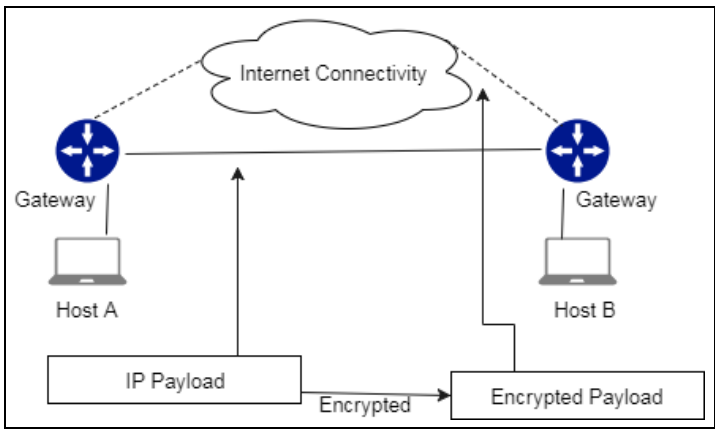 Internet Connectivity
Gateway
Gateway
Host A
Host B
IP Payload
Encrypted
Encrypted Payload